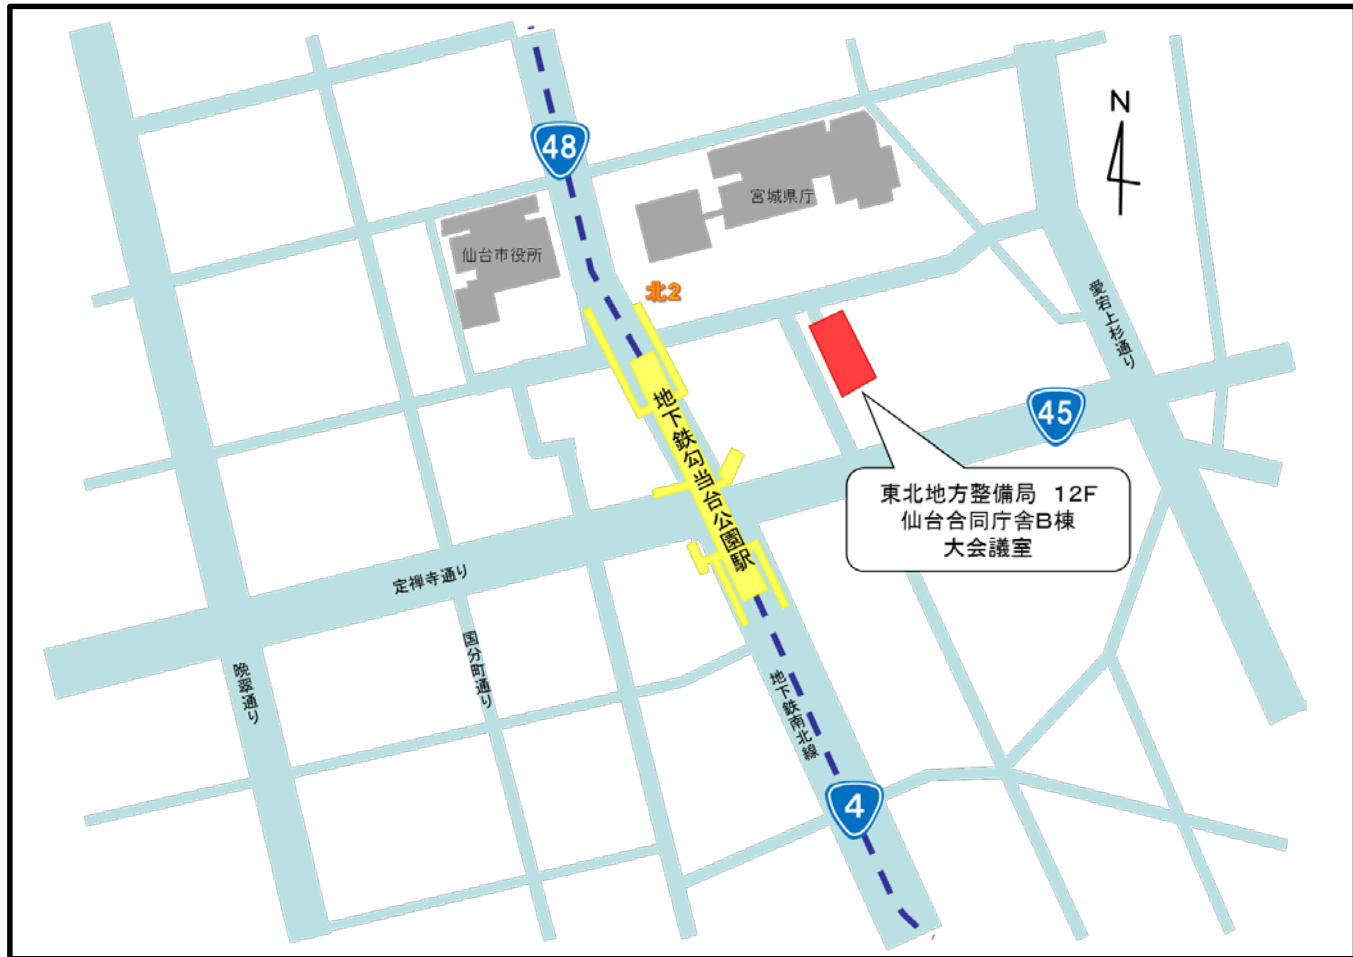 N
48
宮城県庁
仙台市役所
北2
愛宕上杉通り
地下鉄勾当台公園駅
45
東北地方整備局 12F
仙台合同庁舎B棟
大会議室
定禅寺通り
国分町通り
晩翠通り
地下鉄南北線
4